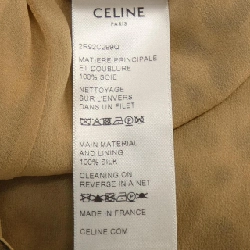 CELINE
PARIS
MATIERE PRINCIPALE
ET DOUBLURE
100% SOIE
NETTOYAGE
SUR L'ENVERS
DANS UN FILET
MAIN MATERIAL
AND LINING
100% SILK
CLEANING ON
REVERSE IN A NET
MADE IN FRANCE
CELINE.COM